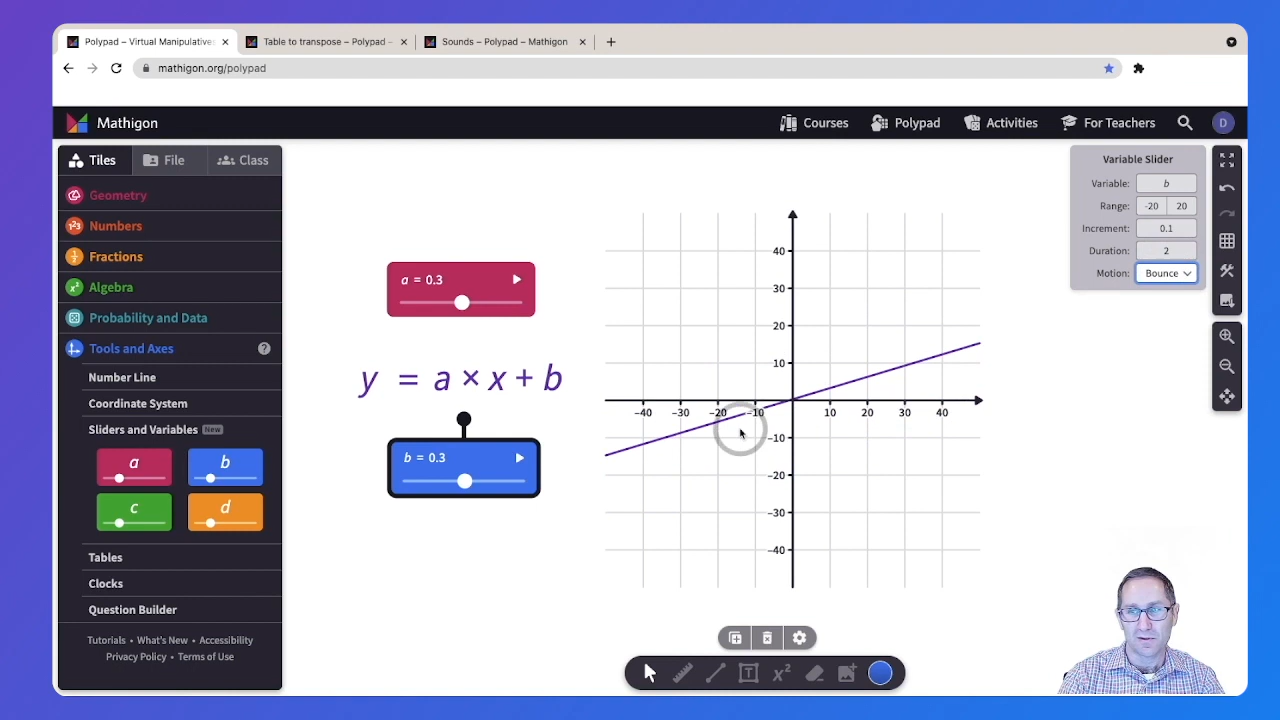 Polypad – Virtual Manipulatives
Table to transpose – Polypad –
Sounds – Polypad – Mathigon
mathigon.org/polypad
Mathigon
Courses
Polypad
Activities
For Teachers
D
Tiles
File
Class
Geometry
Numbers
Fractions
Algebra
Probability and Data
Tools and Axes
?
Number Line
Coordinate System
Sliders and Variables New
a
b
c
d
Tables
Clocks
Question Builder
Tutorials • What's New • Accessibility
Privacy Policy • Terms of Use
a = 0.3
y = a × x + b
b = 0.3
40
30
20
10
−40 −30 −20 −10 10 20 30 40
−10
−20
−30
−40
Variable Slider
Variable: b
Range: -20 20
Increment: 0.1
Duration: 2
Motion: Bounce
T
x²